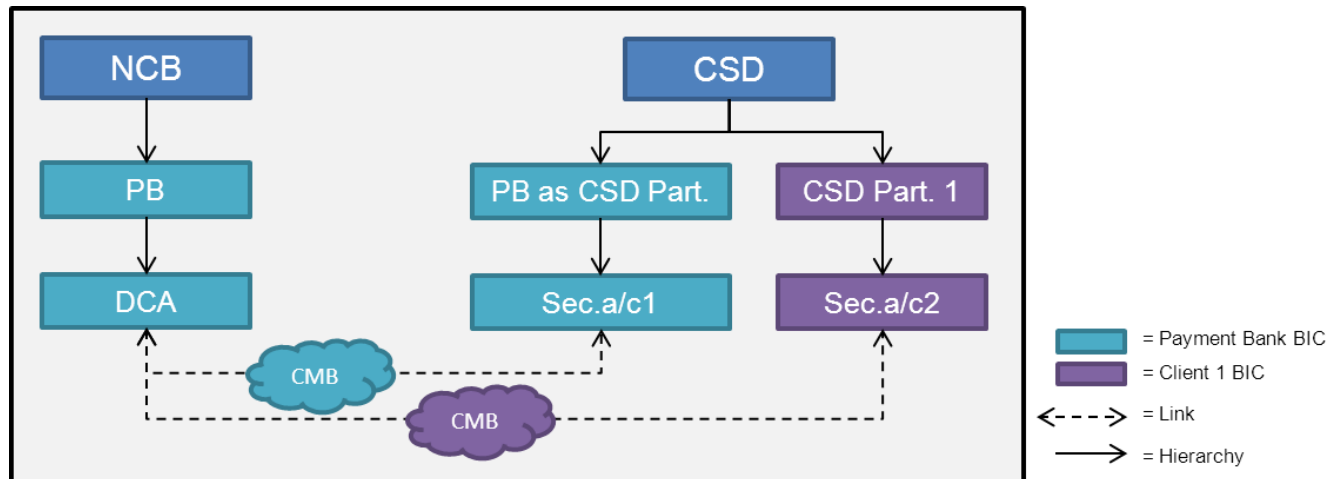 NCB
CSD
PB
PB as CSD Part.
CSD Part. 1
DCA
Sec.a/c1
Sec.a/c2
CMB
CMB
= Payment Bank BIC
= Client 1 BIC
= Link
= Hierarchy